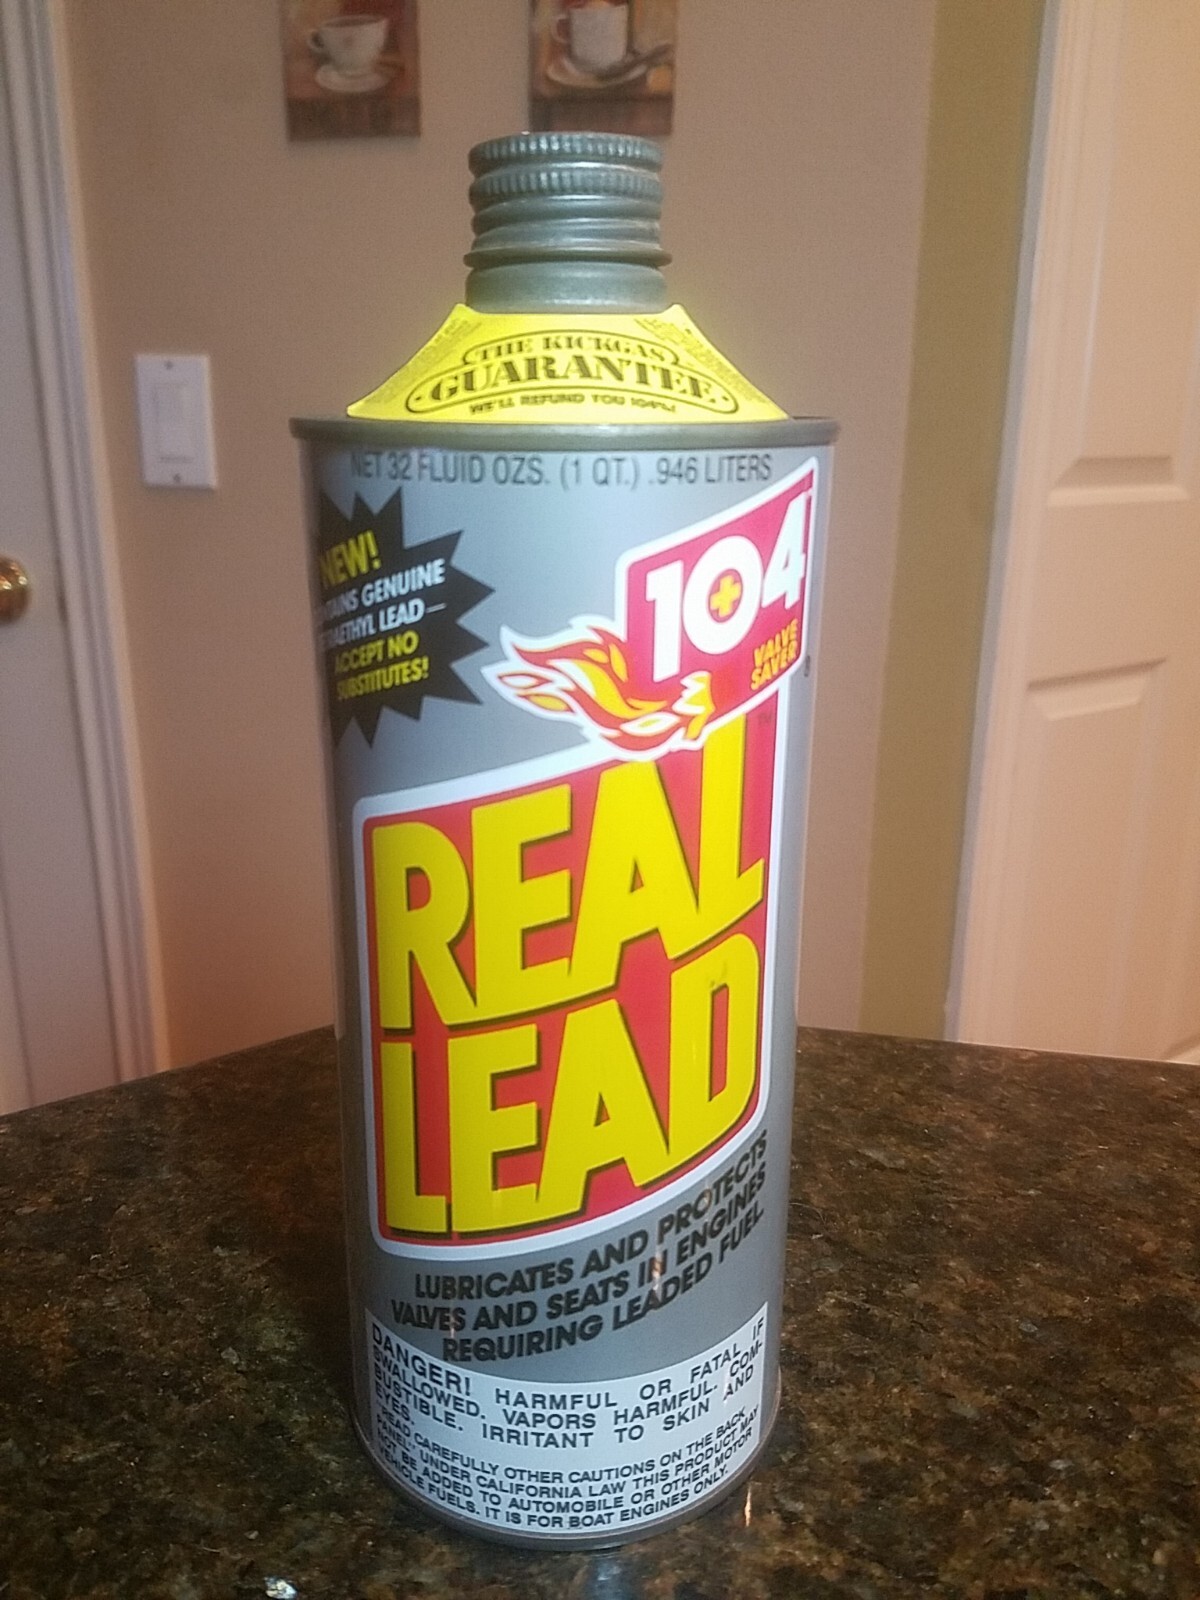 THE KICKGAS
GUARANTEE
WE'LL REFUND YOU 104%!
NET 32 FLUID OZS. (1 QT.) .946 LITERS
NEW!
GENUINE
LEAD—
ACCEPT NO
SUBSTITUTES!
104
VALVE
SAVER
REAL
LEAD
LUBRICATES AND PROTECTS
VALVES AND SEATS IN ENGINES
REQUIRING LEADED FUEL.
DANGER! HARMFUL OR FATAL IF
SWALLOWED. VAPORS HARMFUL. COM-
BUSTIBLE. IRRITANT TO SKIN AND
EYES.
"READ CAREFULLY OTHER CAUTIONS ON THE BACK
PANEL" UNDER CALIFORNIA LAW THIS PRODUCT MAY
NOT BE ADDED TO AUTOMOBILE OR OTHER MOTOR
VEHICLE FUELS. IT IS FOR BOAT ENGINES ONLY.